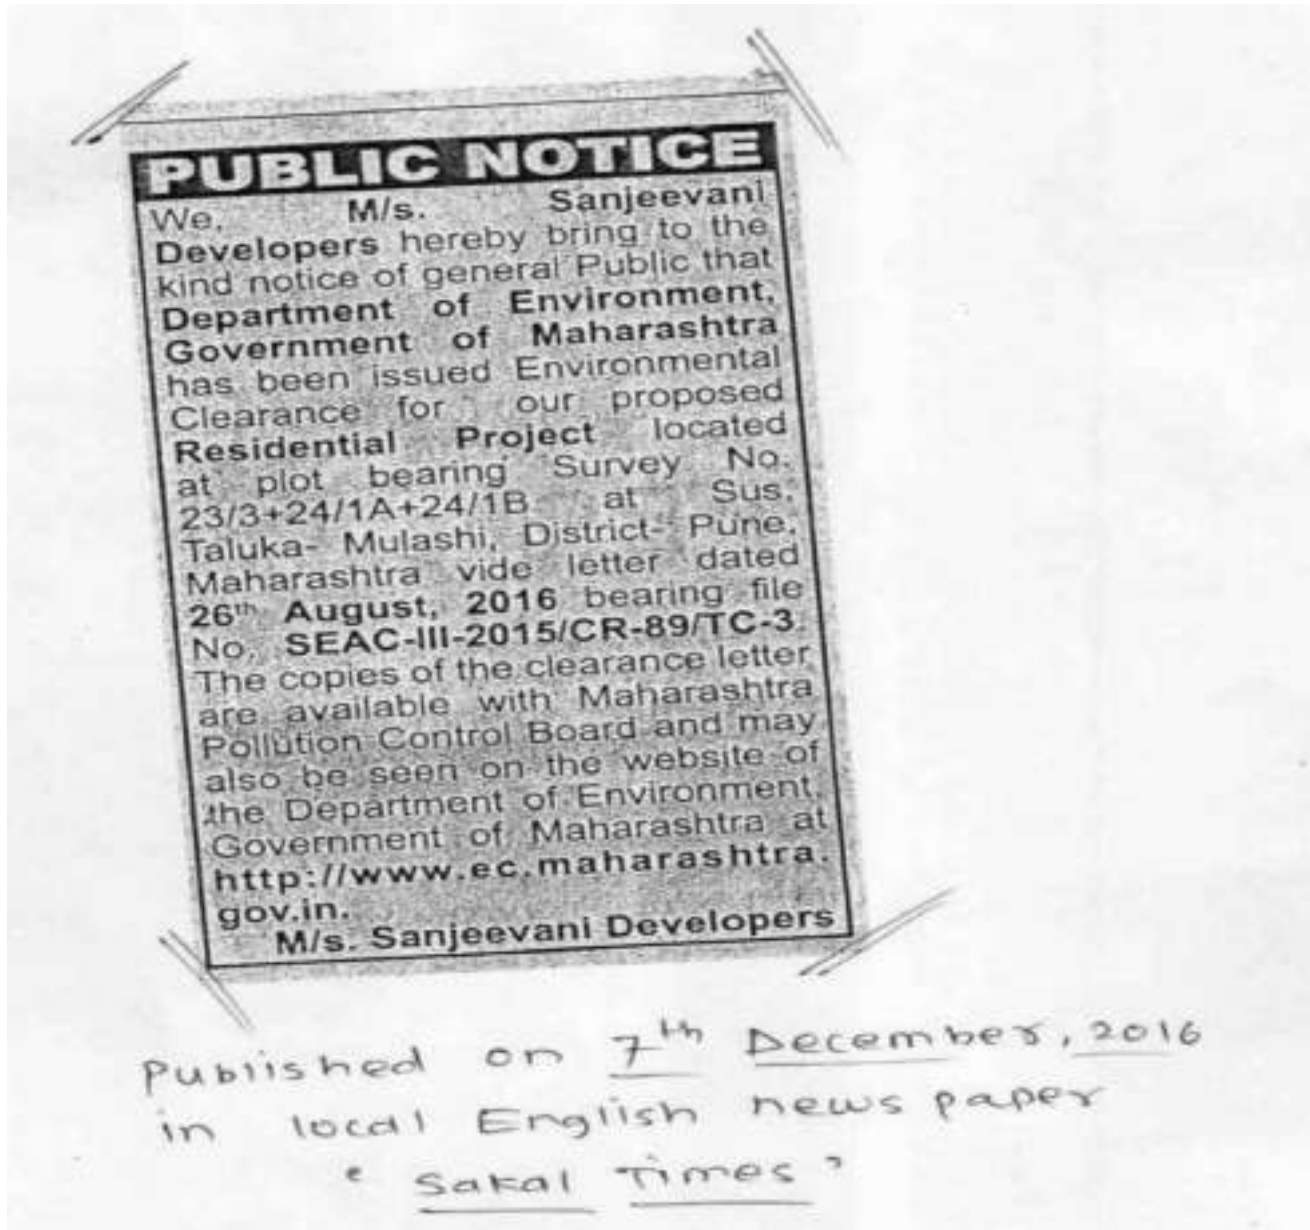 PUBLIC NOTICE
We, M/s. Sanjeevani
Developers hereby bring to the
kind notice of general Public that
Department of Environment,
Government of Maharashtra
has been issued Environmental
Clearance for our proposed
Residential Project located
at plot bearing Survey No.
23/3+24/1A+24/1B at Sus,
Taluka- Mulashi, District- Pune,
Maharashtra vide letter dated
26th August, 2016 bearing file
No. SEAC-III-2015/CR-89/TC-3.
The copies of the clearance letter
are available with Maharashtra
Pollution Control Board and may
also be seen on the website of
the Department of Environment,
Government of Maharashtra at
http://www.ec.maharashtra.
gov.in.
M/s. Sanjeevani Developers
Published on 7th December, 2016
in local English news paper
' Sakal Times '